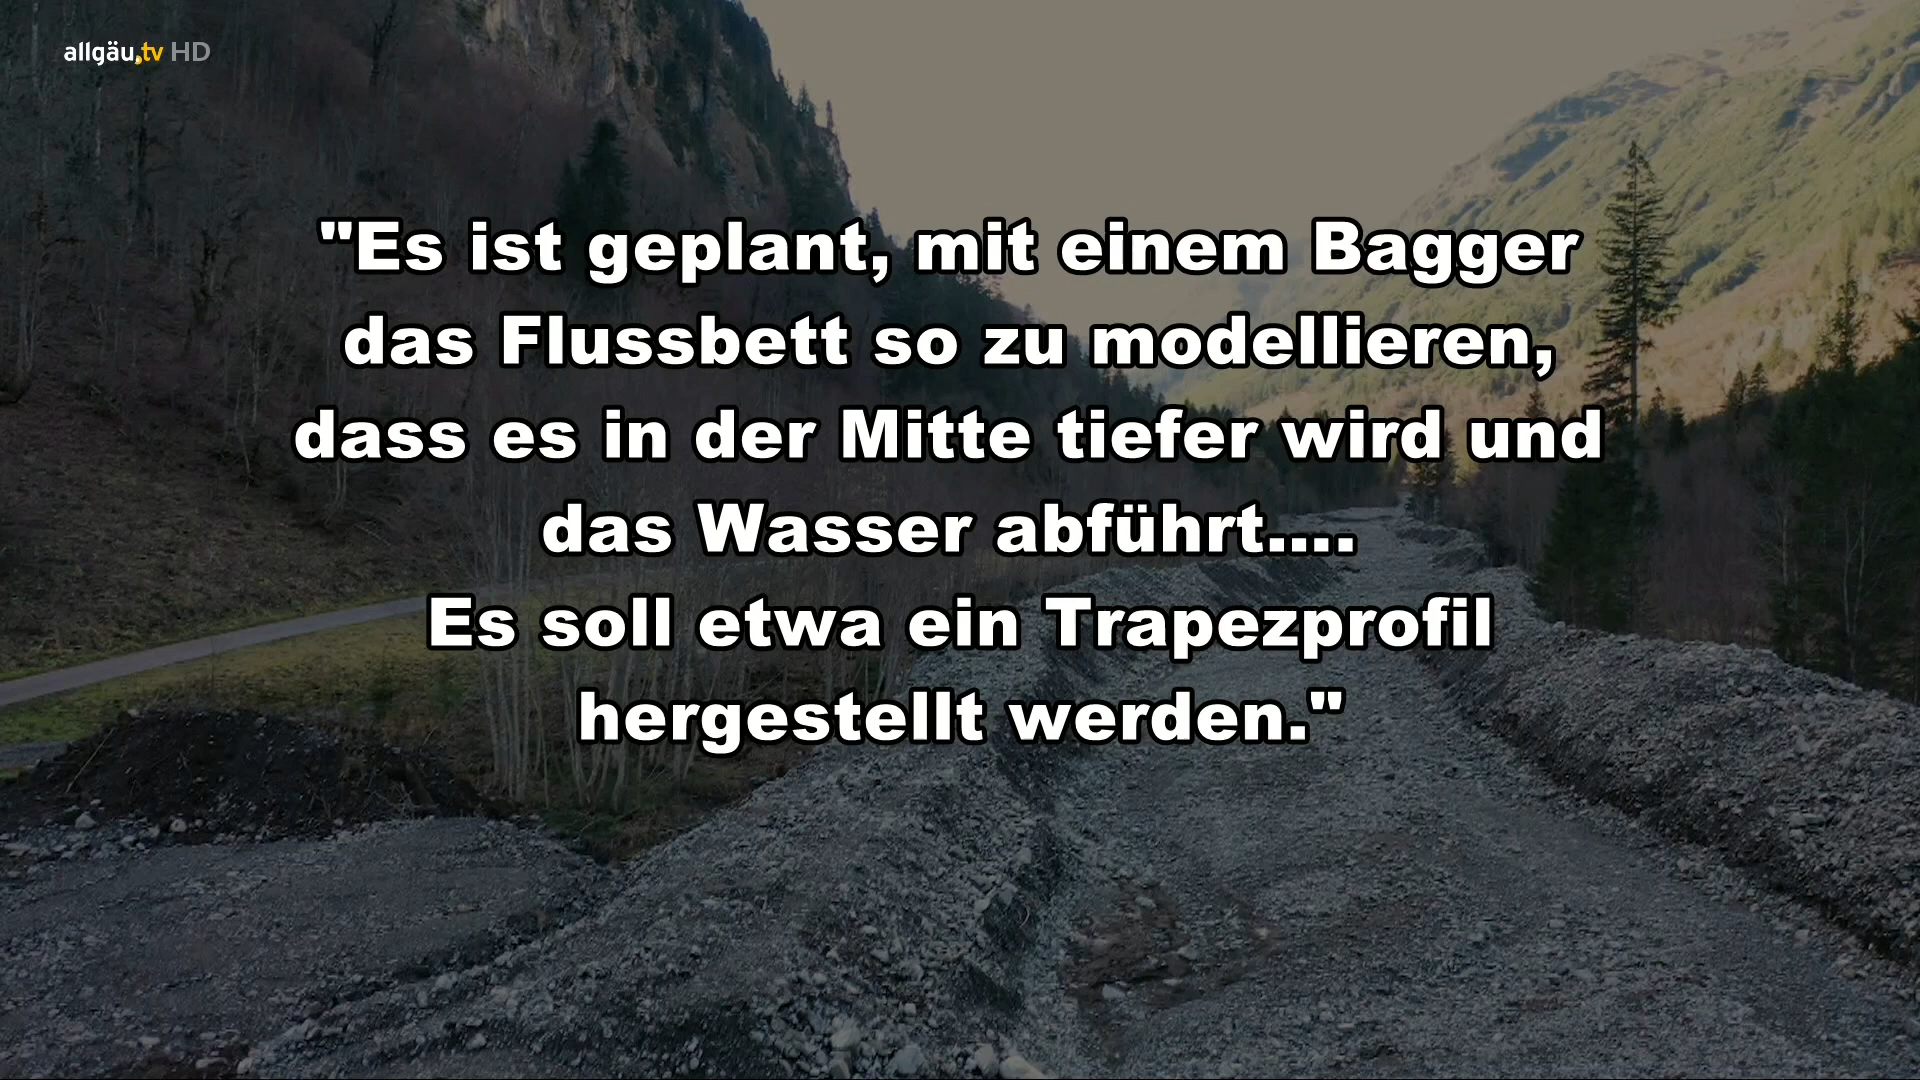 allgäu.tv HD
"Es ist geplant, mit einem Bagger
das Flussbett so zu modellieren,
dass es in der Mitte tiefer wird und
das Wasser abführt....
Es soll etwa ein Trapezprofil
hergestellt werden."